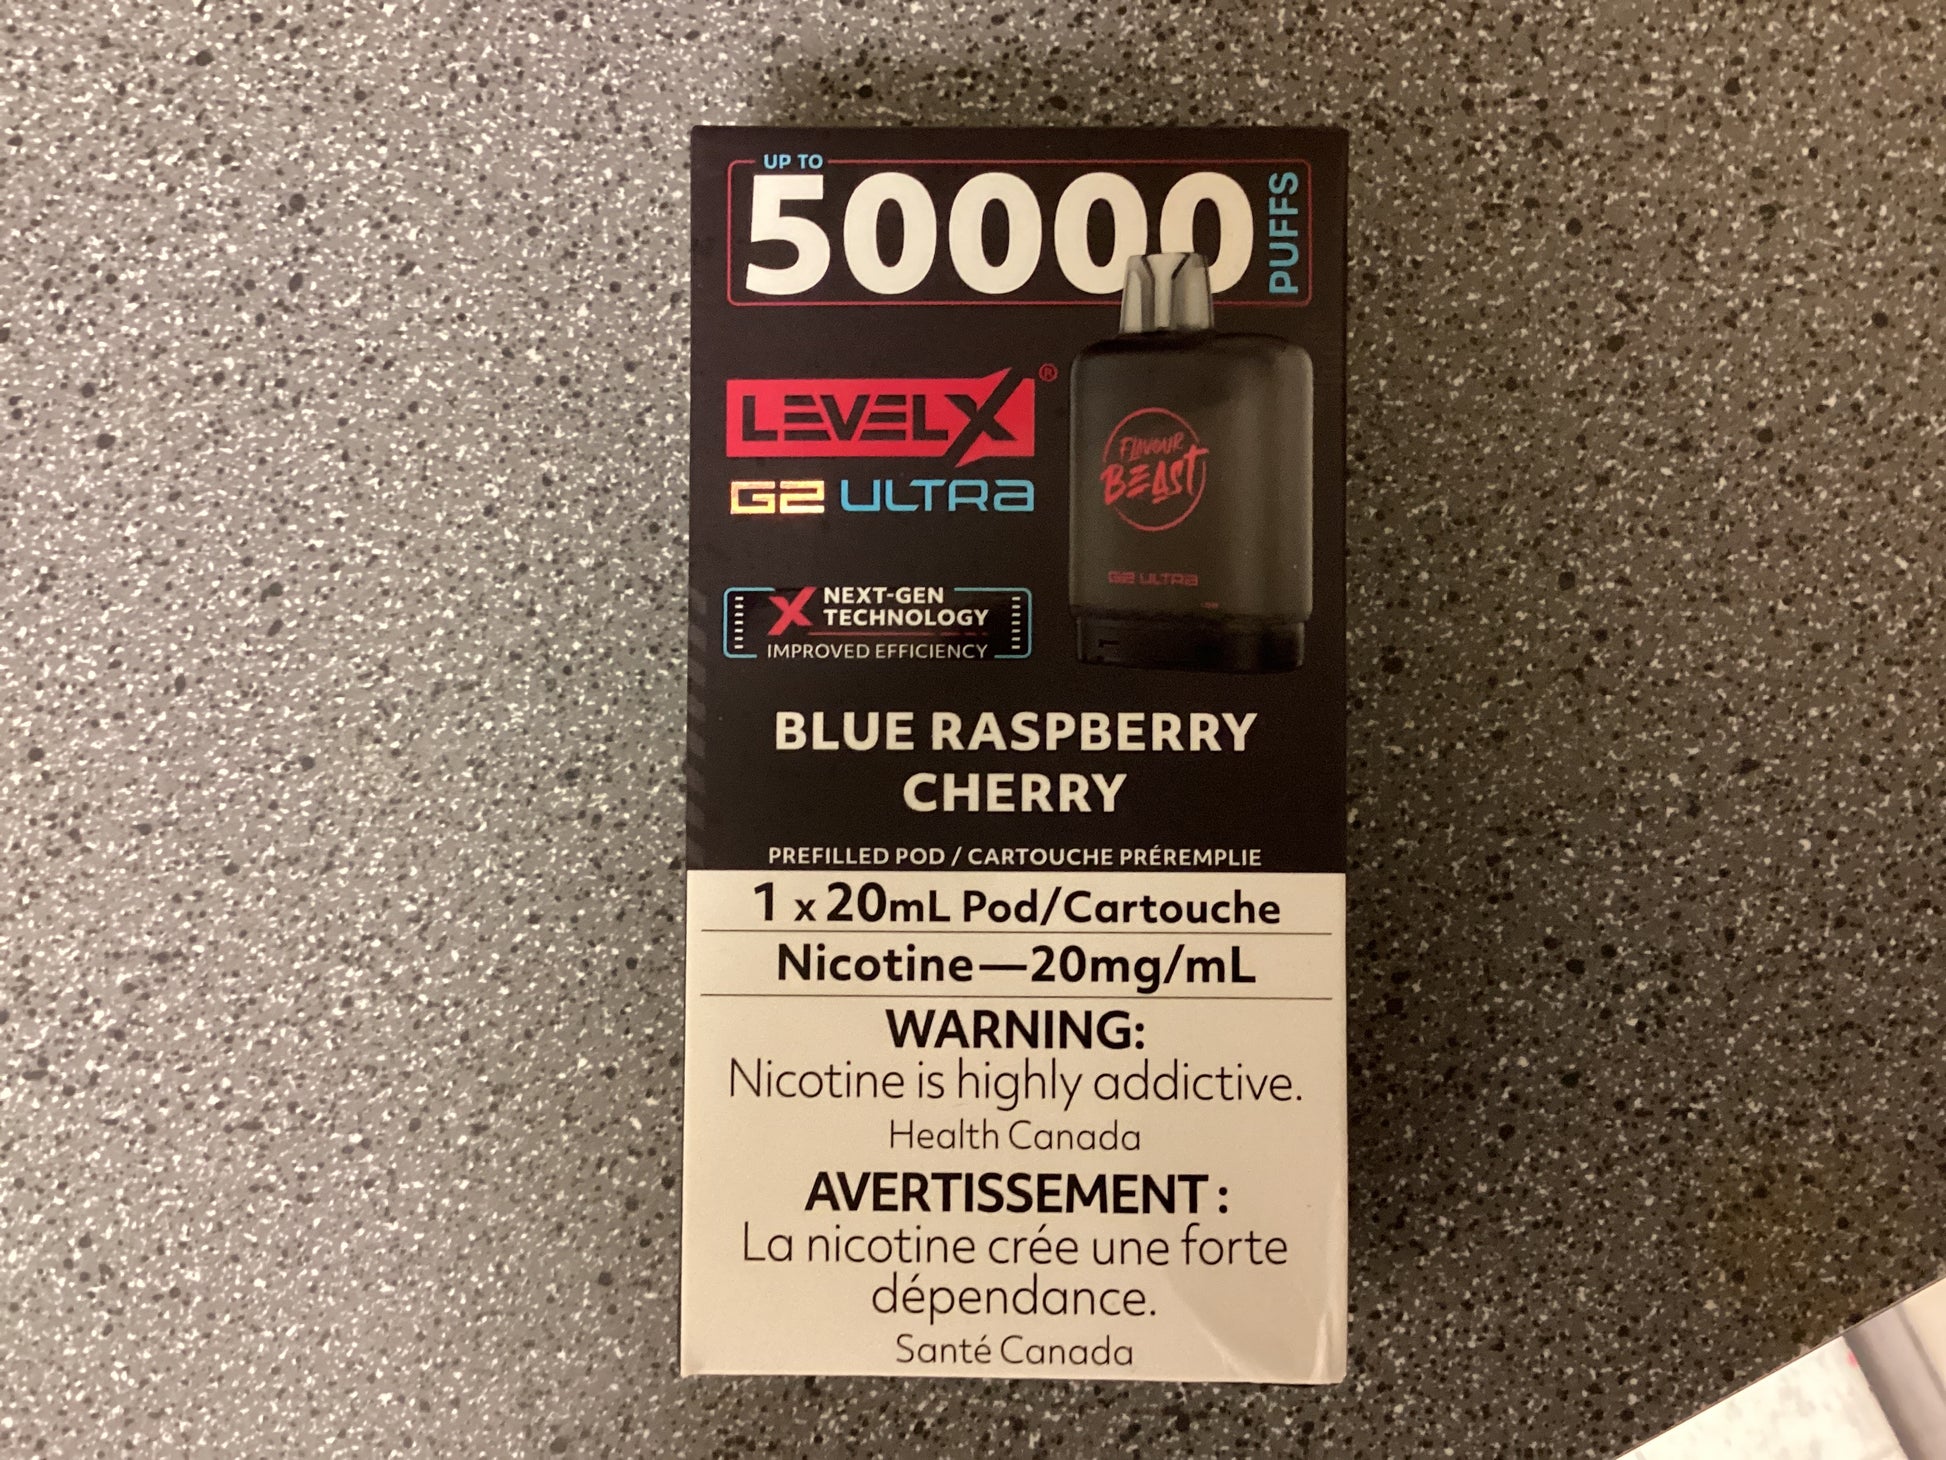 UP TO
50000
PUFFS
LEVELX®
G2 ULTRA
FLAVOUR
BEAST
G2 ULTRA
X NEXT-GEN
TECHNOLOGY
IMPROVED EFFICIENCY
BLUE RASPBERRY
CHERRY
PREFILLED POD / CARTOUCHE PRÉREMPLIE
1 x 20mL Pod/Cartouche
Nicotine—20mg/mL
WARNING:
Nicotine is highly addictive.
Health Canada
AVERTISSEMENT :
La nicotine crée une forte
dépendance.
Santé Canada